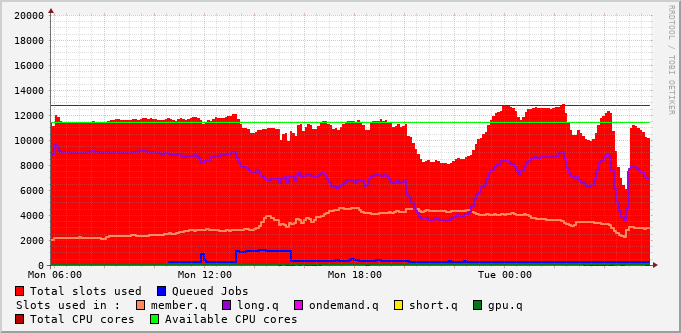 RRDTOOL / TOBI OETIKER
20000
18000
16000
14000
12000
10000
8000
6000
4000
2000
0
Mon 06:00 Mon 12:00 Mon 18:00 Tue 00:00
Total slots used Queued Jobs
Slots used in : member.q long.q ondemand.q short.q gpu.q
Total CPU cores Available CPU cores